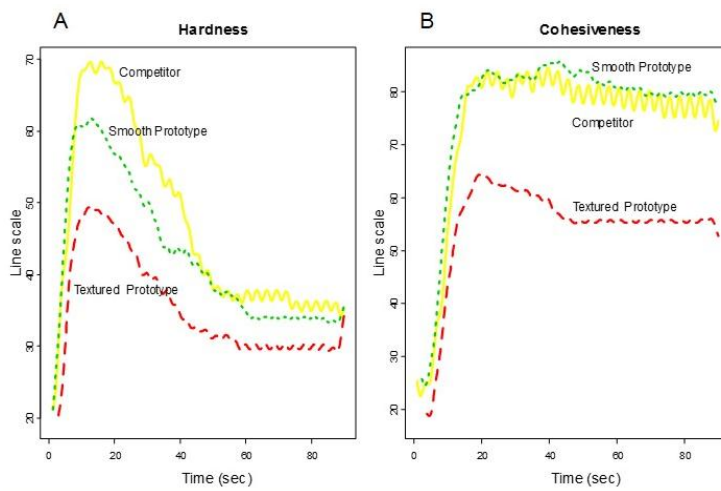 A
Hardness
Line scale
70
60
50
40
30
20
Competitor
Smooth Prototype
Textured Prototype
0
20
40
60
80
Time (sec)
B
Cohesiveness
Line scale
80
70
60
50
40
30
20
Smooth Prototype
Competitor
Textured Prototype
0
20
40
60
80
Time (sec)